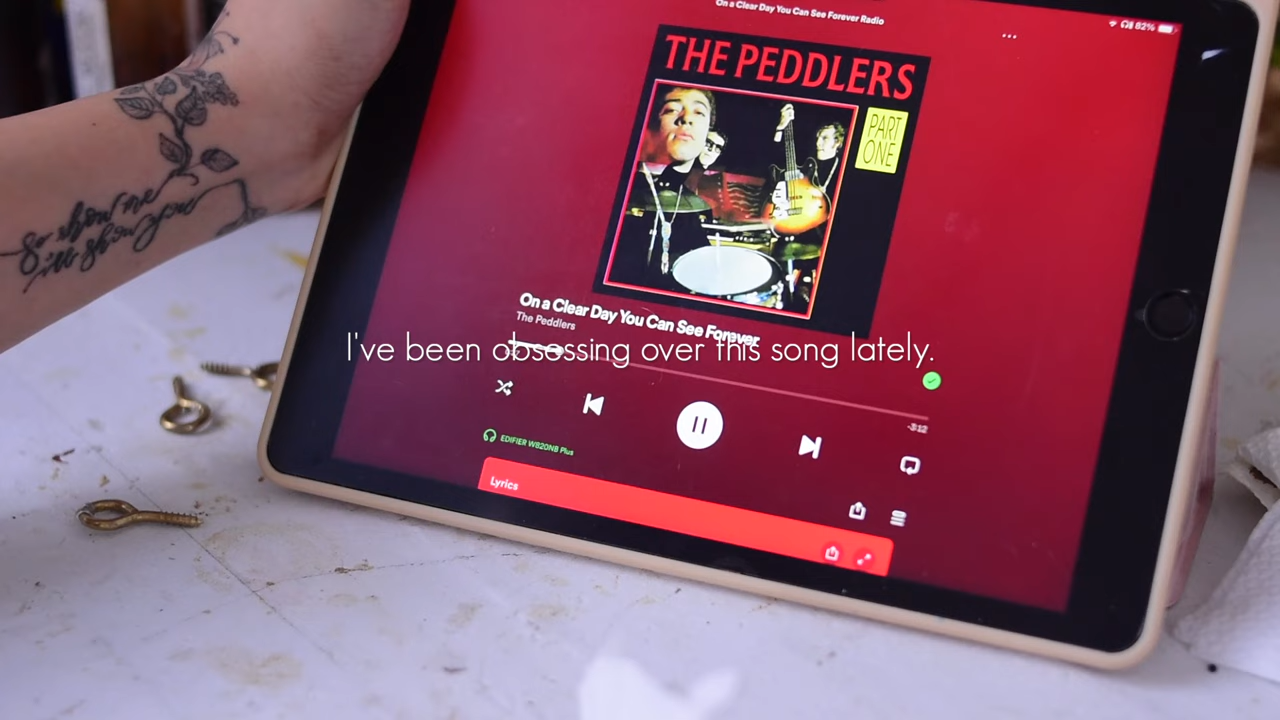 On a Clear Day You Can See Forever Radio
82%
THE PEDDLERS
PART
ONE
So show me
i'll show you
On a Clear Day You Can See Forever
The Peddlers
I've been obsessing over this song lately.
-3:12
EDIFIER W820NB Plus
Lyrics